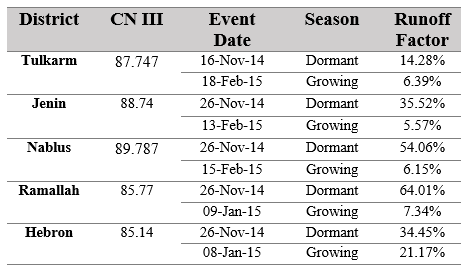 District CN III Event Date Season Runoff Factor
Tulkarm 87.747 16-Nov-14 Dormant 14.28%
18-Feb-15 Growing 6.39%
Jenin 88.74 26-Nov-14 Dormant 35.52%
13-Feb-15 Growing 5.57%
Nablus 89.787 26-Nov-14 Dormant 54.06%
15-Feb-15 Growing 6.15%
Ramallah 85.77 26-Nov-14 Dormant 64.01%
09-Jan-15 Growing 7.34%
Hebron 85.14 26-Nov-14 Dormant 34.45%
08-Jan-15 Growing 21.17%